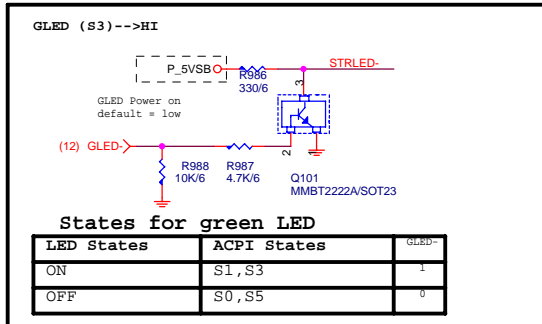 GLED (S3)-->HI
P_5VSB
R986
330/6
STRLED-
3
GLED Power on
default = low
(12) GLED-
R988
10K/6
R987
4.7K/6
2
1
Q101
MMBT2222A/SOT23
States for green LED
LED States ACPI States GLED-
ON S1,S3 1
OFF S0,S5 0